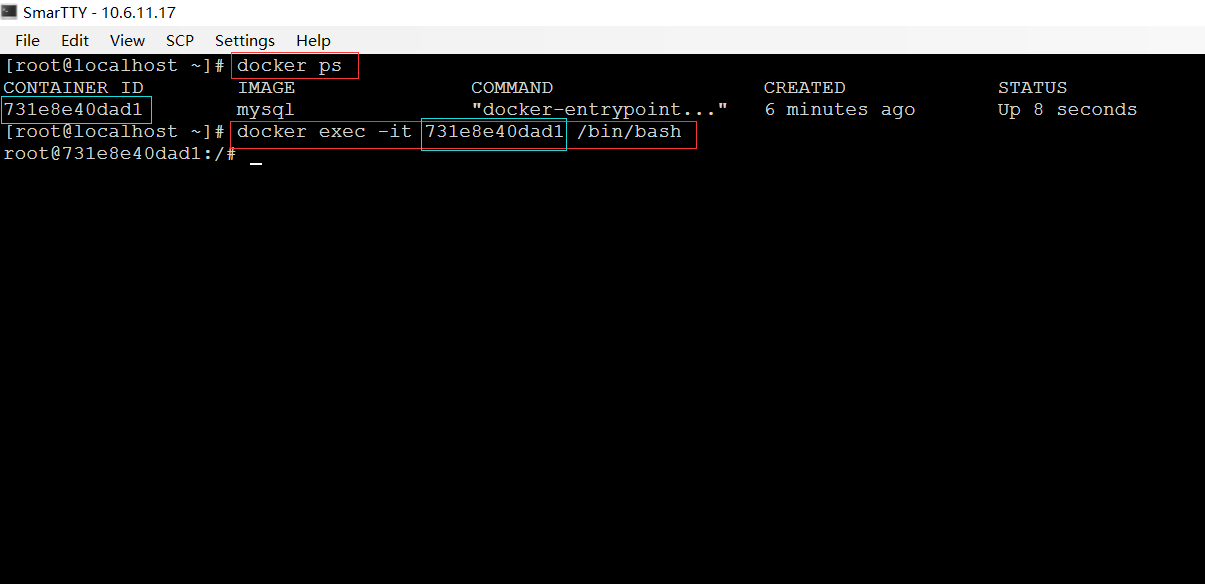 SmarTTY - 10.6.11.17
File Edit View SCP Settings Help
[root@localhost ~]# docker ps
CONTAINER ID IMAGE COMMAND CREATED STATUS
731e8e40dad1 mysql "docker-entrypoint..." 6 minutes ago Up 8 seconds
[root@localhost ~]# docker exec -it 731e8e40dad1 /bin/bash
root@731e8e40dad1:/#